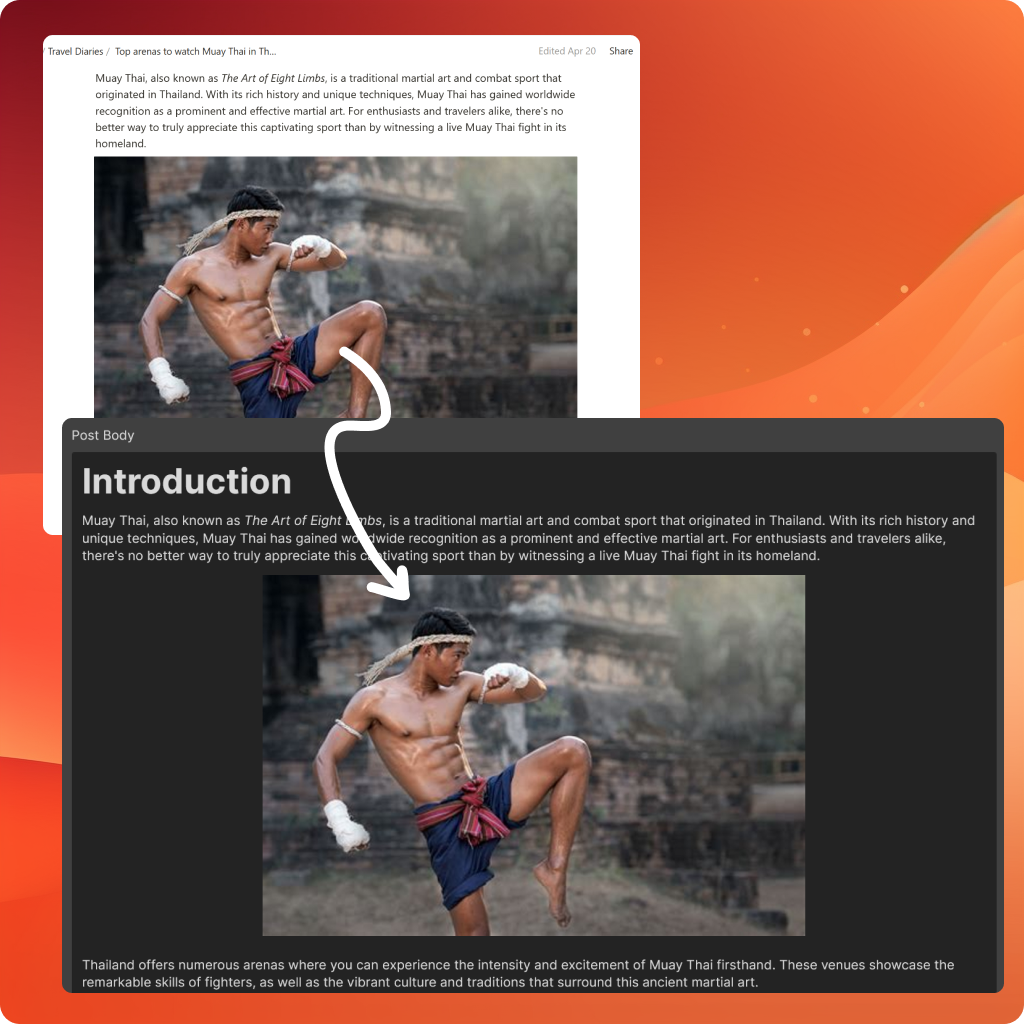 / Travel Diaries / Top arenas to watch Muay Thai in Th... Edited Apr 20 Share
Muay Thai, also known as The Art of Eight Limbs, is a traditional martial art and combat sport that
originated in Thailand. With its rich history and unique techniques, Muay Thai has gained worldwide
recognition as a prominent and effective martial art. For enthusiasts and travelers alike, there's no
better way to truly appreciate this captivating sport than by witnessing a live Muay Thai fight in its
homeland.
Post Body
Introduction
Muay Thai, also known as The Art of Eight Limbs, is a traditional martial art and combat sport that originated in Thailand. With its rich history and
unique techniques, Muay Thai has gained worldwide recognition as a prominent and effective martial art. For enthusiasts and travelers alike,
there's no better way to truly appreciate this captivating sport than by witnessing a live Muay Thai fight in its homeland.
Thailand offers numerous arenas where you can experience the intensity and excitement of Muay Thai firsthand. These venues showcase the
remarkable skills of fighters, as well as the vibrant culture and traditions that surround this ancient martial art.